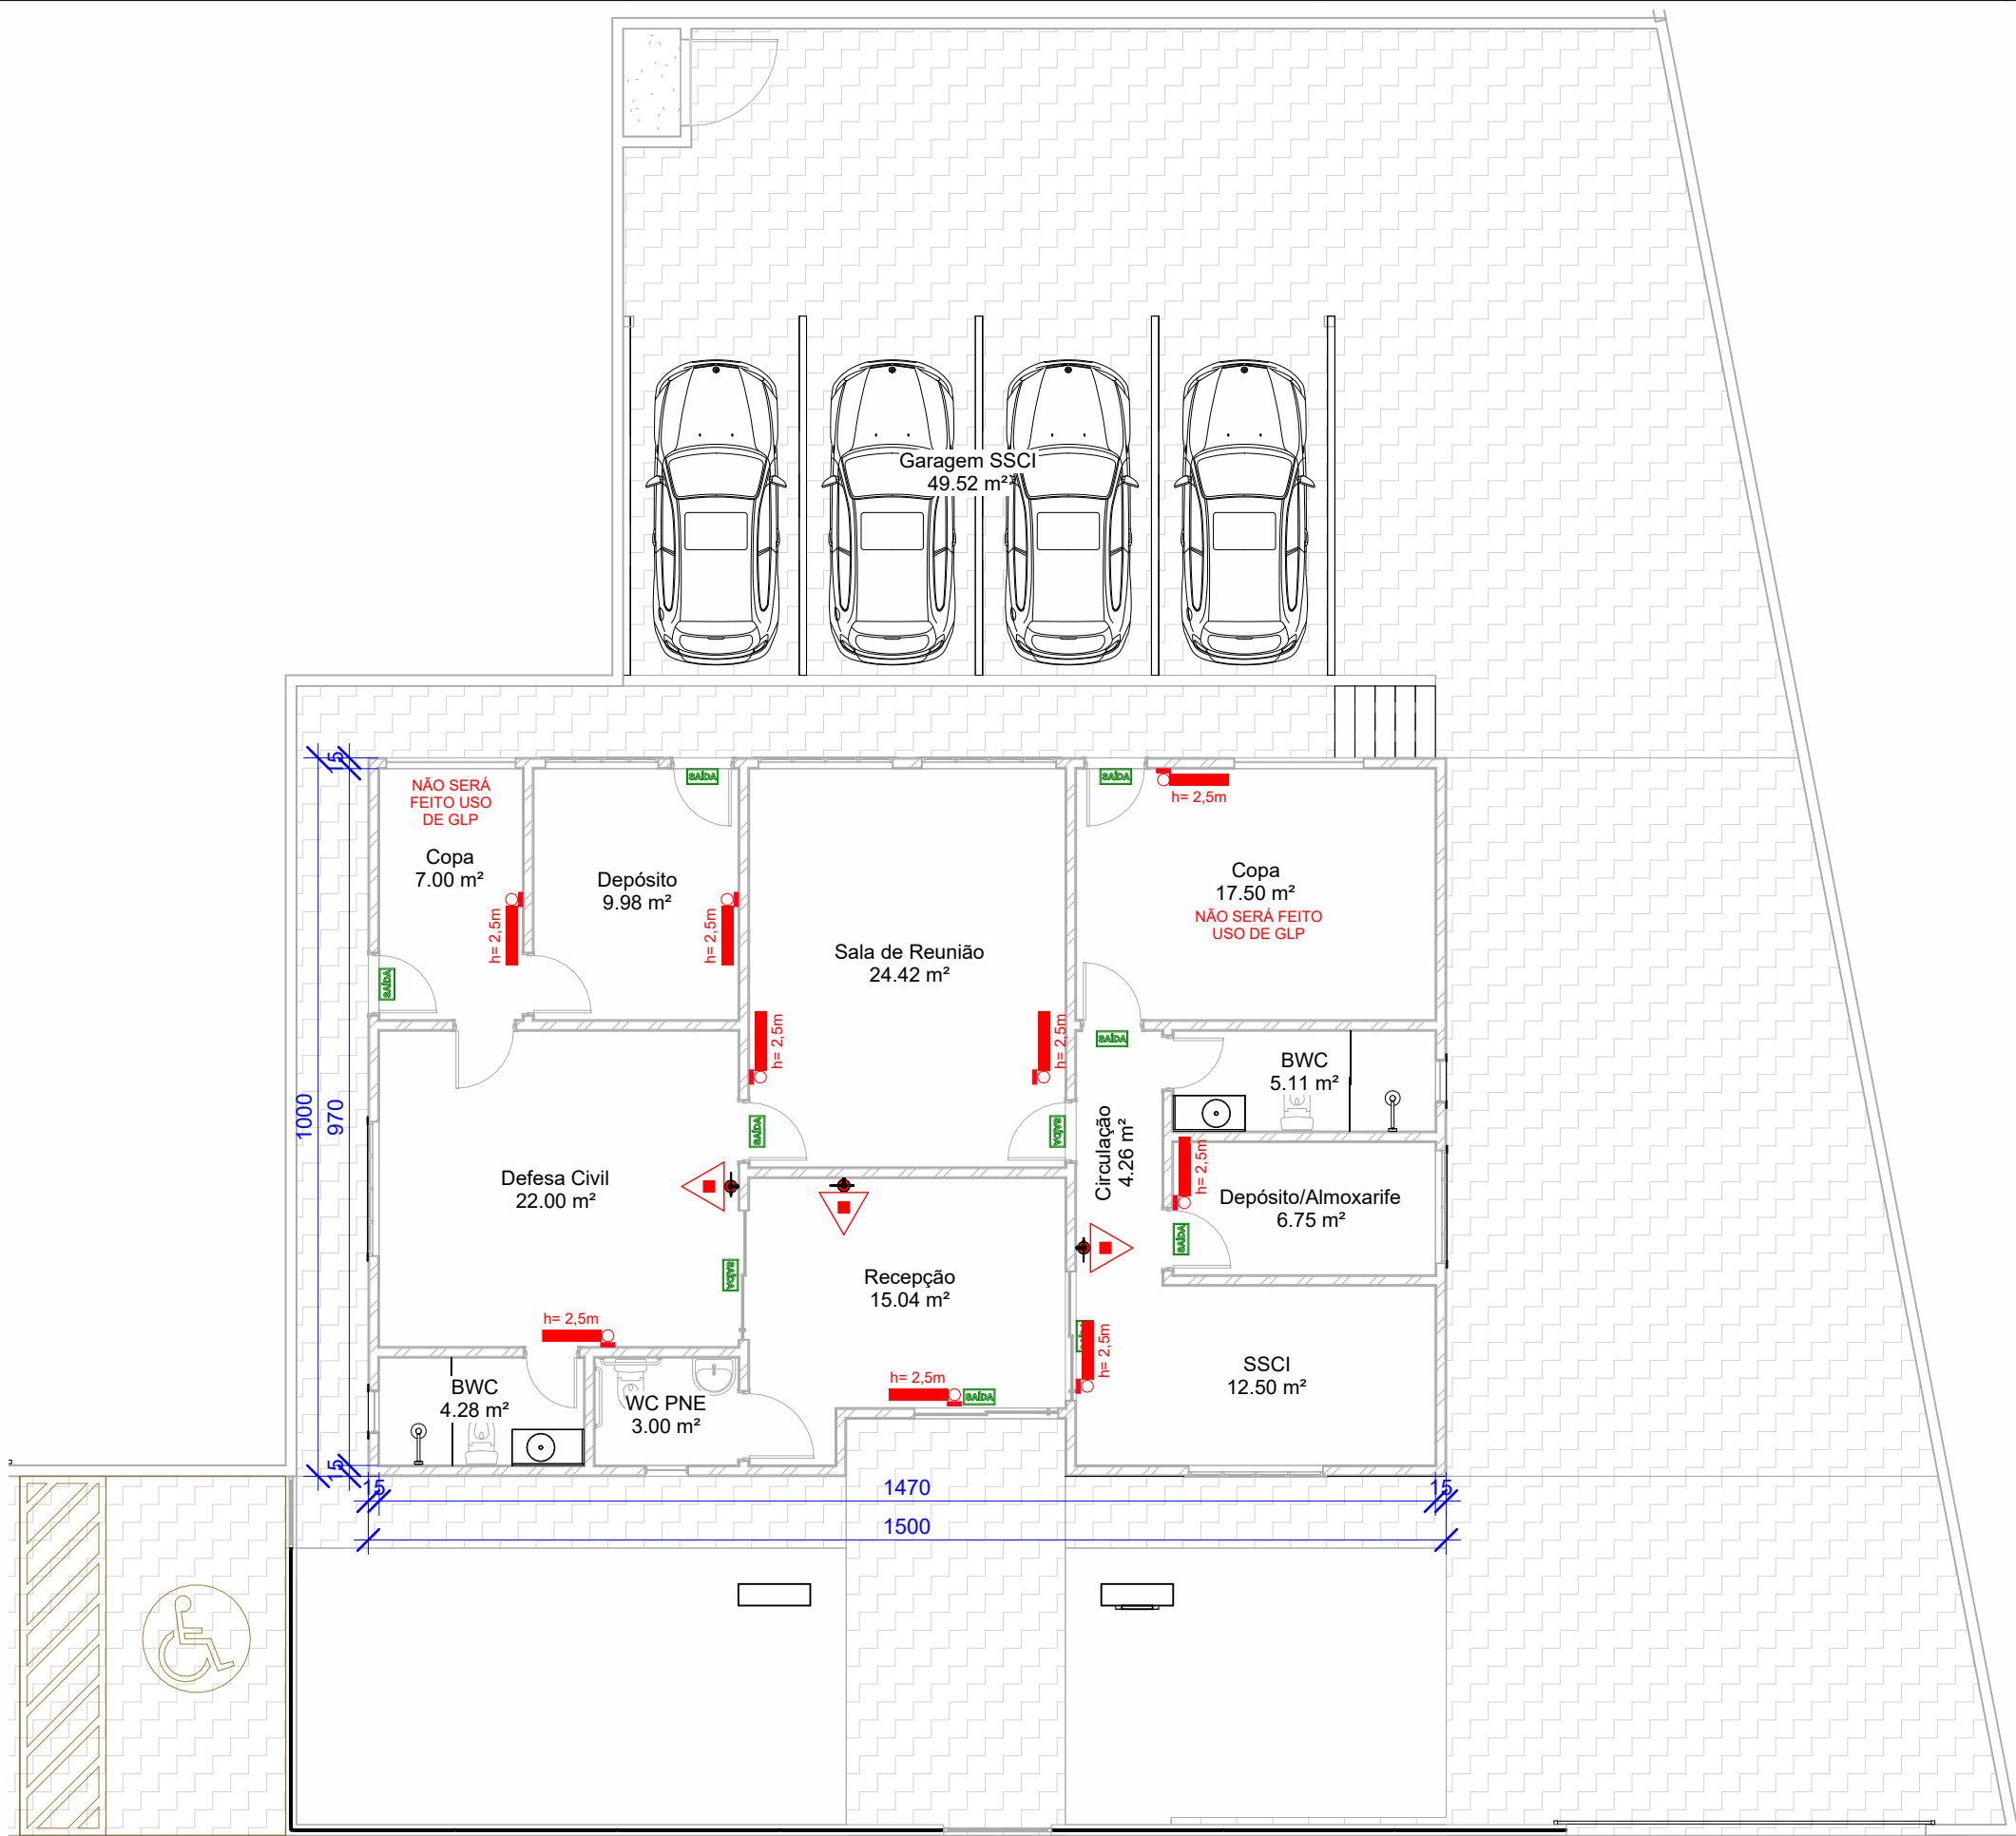 Garagem SSCI
49.52 m²
15
NÃO SERÁ
FEITO USO
DE GLP
Copa
7.00 m²
h= 2,5m
SAÍDA
SAÍDA
Depósito
9.98 m²
h= 2,5m
Sala de Reunião
24.42 m²
h= 2,5m
h= 2,5m
SAÍDA
SAÍDA
SAÍDA
h= 2,5m
Copa
17.50 m²
NÃO SERÁ FEITO
USO DE GLP
SAÍDA
BWC
5.11 m²
Circulação
4.26 m²
h= 2,5m
Depósito/Almoxarife
6.75 m²
SAÍDA
1000
970
Defesa Civil
22.00 m²
SAÍDA
h= 2,5m
Recepção
15.04 m²
h= 2,5m
SAÍDA
h= 2,5m
SSCI
12.50 m²
BWC
4.28 m²
WC PNE
3.00 m²
15
15
1470
15
1500